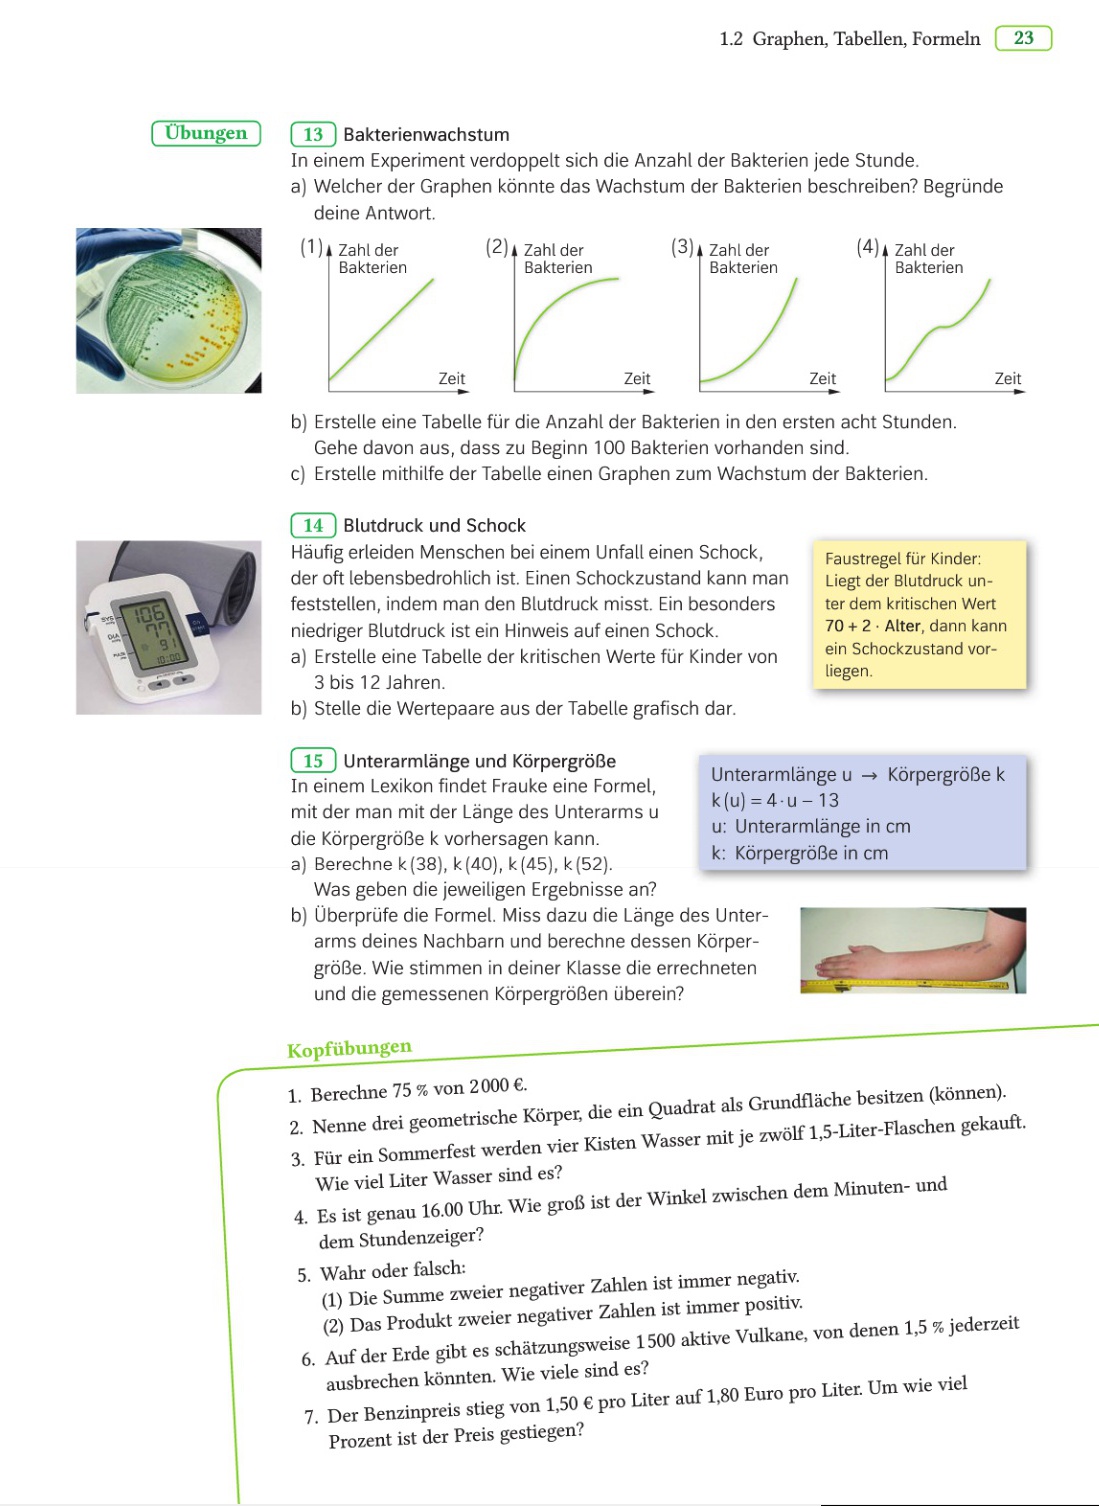 1.2 Graphen, Tabellen, Formeln 23
Übungen
13 Bakterienwachstum
In einem Experiment verdoppelt sich die Anzahl der Bakterien jede Stunde.
a) Welcher der Graphen könnte das Wachstum der Bakterien beschreiben? Begründe
deine Antwort.
(1) Zahl der
Bakterien
Zeit
(2) Zahl der
Bakterien
Zeit
(3) Zahl der
Bakterien
Zeit
(4) Zahl der
Bakterien
Zeit
b) Erstelle eine Tabelle für die Anzahl der Bakterien in den ersten acht Stunden.
Gehe davon aus, dass zu Beginn 100 Bakterien vorhanden sind.
c) Erstelle mithilfe der Tabelle einen Graphen zum Wachstum der Bakterien.
14 Blutdruck und Schock
Häufig erleiden Menschen bei einem Unfall einen Schock,
der oft lebensbedrohlich ist. Einen Schockzustand kann man
feststellen, indem man den Blutdruck misst. Ein besonders
niedriger Blutdruck ist ein Hinweis auf einen Schock.
a) Erstelle eine Tabelle der kritischen Werte für Kinder von
3 bis 12 Jahren.
b) Stelle die Wertepaare aus der Tabelle grafisch dar.
Faustregel für Kinder:
Liegt der Blutdruck un-
ter dem kritischen Wert
70 + 2 · Alter, dann kann
ein Schockzustand vor-
liegen.
SYS
106
DIA
77
91
10:00
15 Unterarmlänge und Körpergröße
In einem Lexikon findet Frauke eine Formel,
mit der man mit der Länge des Unterarms u
die Körpergröße k vorhersagen kann.
a) Berechne k (38), k (40), k (45), k (52).
Was geben die jeweiligen Ergebnisse an?
b) Überprüfe die Formel. Miss dazu die Länge des Unter-
arms deines Nachbarn und berechne dessen Körper-
größe. Wie stimmen in deiner Klasse die errechneten
und die gemessenen Körpergrößen überein?
Unterarmlänge u → Körpergröße k
k (u) = 4 · u – 13
u: Unterarmlänge in cm
k: Körpergröße in cm
Kopfübungen
1. Berechne 75 % von 2 000 €.
2. Nenne drei geometrische Körper, die ein Quadrat als Grundfläche besitzen (können).
3. Für ein Sommerfest werden vier Kisten Wasser mit je zwölf 1,5-Liter-Flaschen gekauft.
Wie viel Liter Wasser sind es?
4. Es ist genau 16.00 Uhr. Wie groß ist der Winkel zwischen dem Minuten- und
dem Stundenzeiger?
5. Wahr oder falsch:
(1) Die Summe zweier negativer Zahlen ist immer negativ.
(2) Das Produkt zweier negativer Zahlen ist immer positiv.
6. Auf der Erde gibt es schätzungsweise 1 500 aktive Vulkane, von denen 1,5 % jederzeit
ausbrechen könnten. Wie viele sind es?
7. Der Benzinpreis stieg von 1,50 € pro Liter auf 1,80 Euro pro Liter. Um wie viel
Prozent ist der Preis gestiegen?